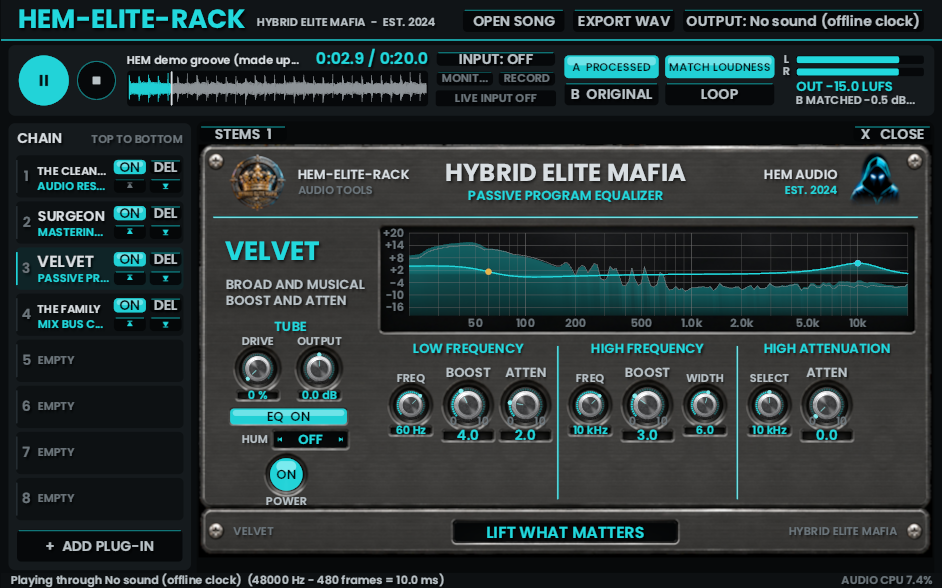 HEM-ELITE-RACK HYBRID ELITE MAFIA - EST. 2024 OPEN SONG EXPORT WAV OUTPUT: No sound (offline clock)
HEM demo groove (made up... 0:02.9 / 0:20.0
INPUT: OFF
MONIT... RECORD
LIVE INPUT OFF
A PROCESSED MATCH LOUDNESS
B ORIGINAL LOOP
L
R
OUT -15.0 LUFS
B MATCHED -0.5 dB...
CHAIN TOP TO BOTTOM
1 THE CLEAN... ON DEL
AUDIO RES...
2 SURGEON ON DEL
MASTERIN...
3 VELVET ON DEL
PASSIVE PR...
4 THE FAMILY ON DEL
MIX BUS C...
5 EMPTY
6 EMPTY
7 EMPTY
8 EMPTY
+ ADD PLUG-IN
STEMS 1 X CLOSE
HEM-ELITE-RACK
AUDIO TOOLS
HYBRID ELITE MAFIA
PASSIVE PROGRAM EQUALIZER
HEM AUDIO
EST. 2024
VELVET
BROAD AND MUSICAL
BOOST AND ATTEN
+20
+14
+8
+2
-4
-10
-16
50 100 200 500 1.0k 2.0k 5.0k 10k
TUBE
DRIVE OUTPUT
0 % 0.0 dB
EQ ON
HUM OFF
ON
POWER
LOW FREQUENCY
FREQ BOOST ATTEN
0 10 0 10
60 Hz 4.0 2.0
HIGH FREQUENCY
FREQ BOOST WIDTH
0 10 0 10
10 kHz 3.0 6.0
HIGH ATTENUATION
SELECT ATTEN
0 10
10 kHz 0.0
VELVET LIFT WHAT MATTERS HYBRID ELITE MAFIA
Playing through No sound (offline clock) (48000 Hz - 480 frames = 10.0 ms) AUDIO CPU 7.4%